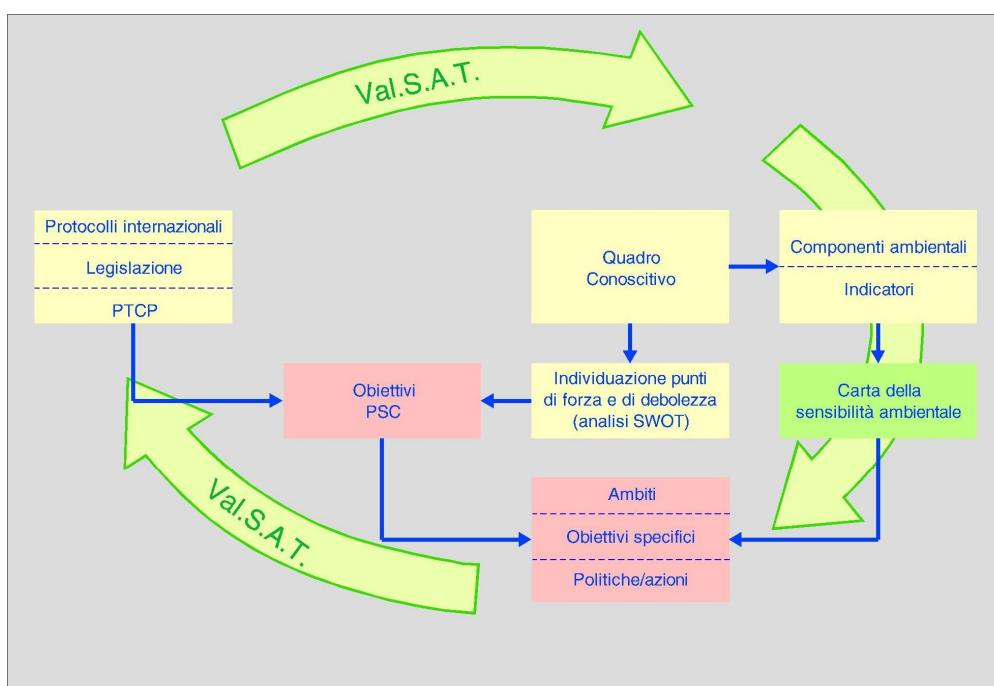 Val.S.A.T.
Protocolli internazionali
Legislazione
PTCP
Quadro
Conoscitivo
Componenti ambientali
Indicatori
Obiettivi
PSC
Individuazione punti
di forza e di debolezza
(analisi SWOT)
Carta della
sensibilità ambientale
Ambiti
Obiettivi specifici
Politiche/azioni
Val.S.A.T.